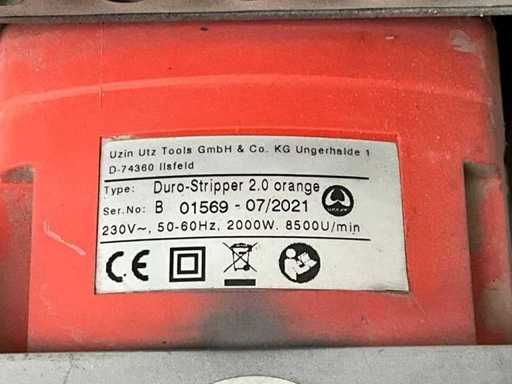 Uzin Utz Tools GmbH & Co. KG Ungerhalde 1
D-74360 Ilsfeld
Type: Duro-Stripper 2.0 orange
Ser.No: B 01569 - 07/2021
230V~, 50-60Hz, 2000W. 8500U/min
CE